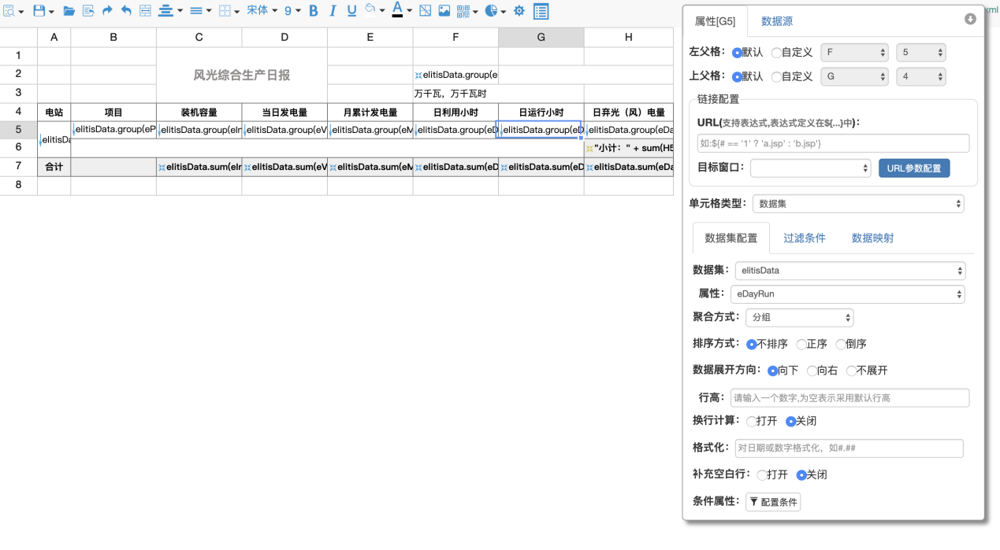 宋体 9 B I U A
xml
A B C D E F G H
1
2 风光综合生产日报 elitisData.group(e
3 万千瓦，万千瓦时
4 电站 项目 装机容量 当日发电量 月累计发电量 日利用小时 日运行小时 日弃光（风）电量
5 elitisDa elitisData.group(eP elitisData.group(eIn elitisData.group(eV elitisData.group(eM elitisData.group(eD elitisData.group(eD elitisData.group(eDa
6 "小计：" + sum(H5
7 合计 elitisData.sum(eIn elitisData.sum(eV elitisData.sum(eM elitisData.sum(eD elitisData.sum(eD elitisData.sum(eDa
8
属性[G5] 数据源
左父格： 默认 自定义 F 5
上父格： 默认 自定义 G 4
链接配置
URL(支持表达式,表达式定义在${...}中)：
如:${# == '1' ? 'a.jsp' : 'b.jsp'}
目标窗口： URL参数配置
单元格类型： 数据集
数据集配置 过滤条件 数据映射
数据集： elitisData
属性： eDayRun
聚合方式： 分组
排序方式： 不排序 正序 倒序
数据展开方向： 向下 向右 不展开
行高： 请输入一个数字,为空表示采用默认行高
换行计算： 打开 关闭
格式化： 对日期或数字格式化，如#.##
补充空白行： 打开 关闭
条件属性： 配置条件